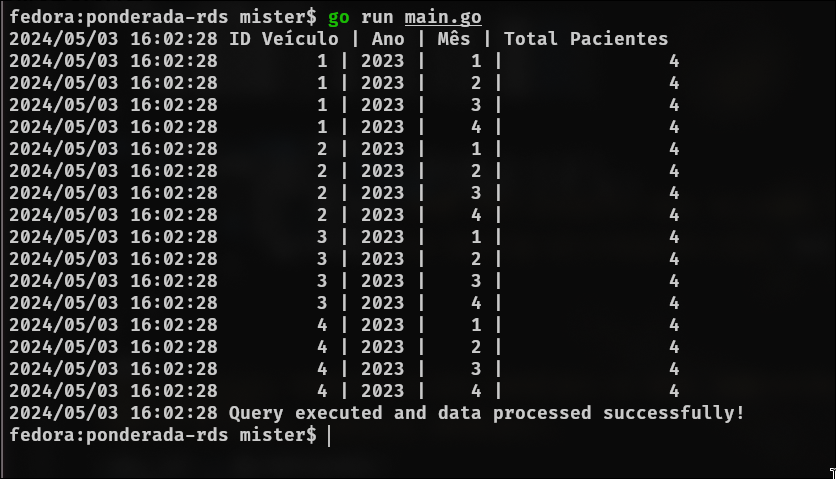 fedora:ponderada-rds mister$ go run main.go
2024/05/03 16:02:28 ID Veículo | Ano | Mês | Total Pacientes
2024/05/03 16:02:28         1 | 2023 |    1 |               4
2024/05/03 16:02:28         1 | 2023 |    2 |               4
2024/05/03 16:02:28         1 | 2023 |    3 |               4
2024/05/03 16:02:28         1 | 2023 |    4 |               4
2024/05/03 16:02:28         2 | 2023 |    1 |               4
2024/05/03 16:02:28         2 | 2023 |    2 |               4
2024/05/03 16:02:28         2 | 2023 |    3 |               4
2024/05/03 16:02:28         2 | 2023 |    4 |               4
2024/05/03 16:02:28         3 | 2023 |    1 |               4
2024/05/03 16:02:28         3 | 2023 |    2 |               4
2024/05/03 16:02:28         3 | 2023 |    3 |               4
2024/05/03 16:02:28         3 | 2023 |    4 |               4
2024/05/03 16:02:28         4 | 2023 |    1 |               4
2024/05/03 16:02:28         4 | 2023 |    2 |               4
2024/05/03 16:02:28         4 | 2023 |    3 |               4
2024/05/03 16:02:28         4 | 2023 |    4 |               4
2024/05/03 16:02:28 Query executed and data processed successfully!
fedora:ponderada-rds mister$